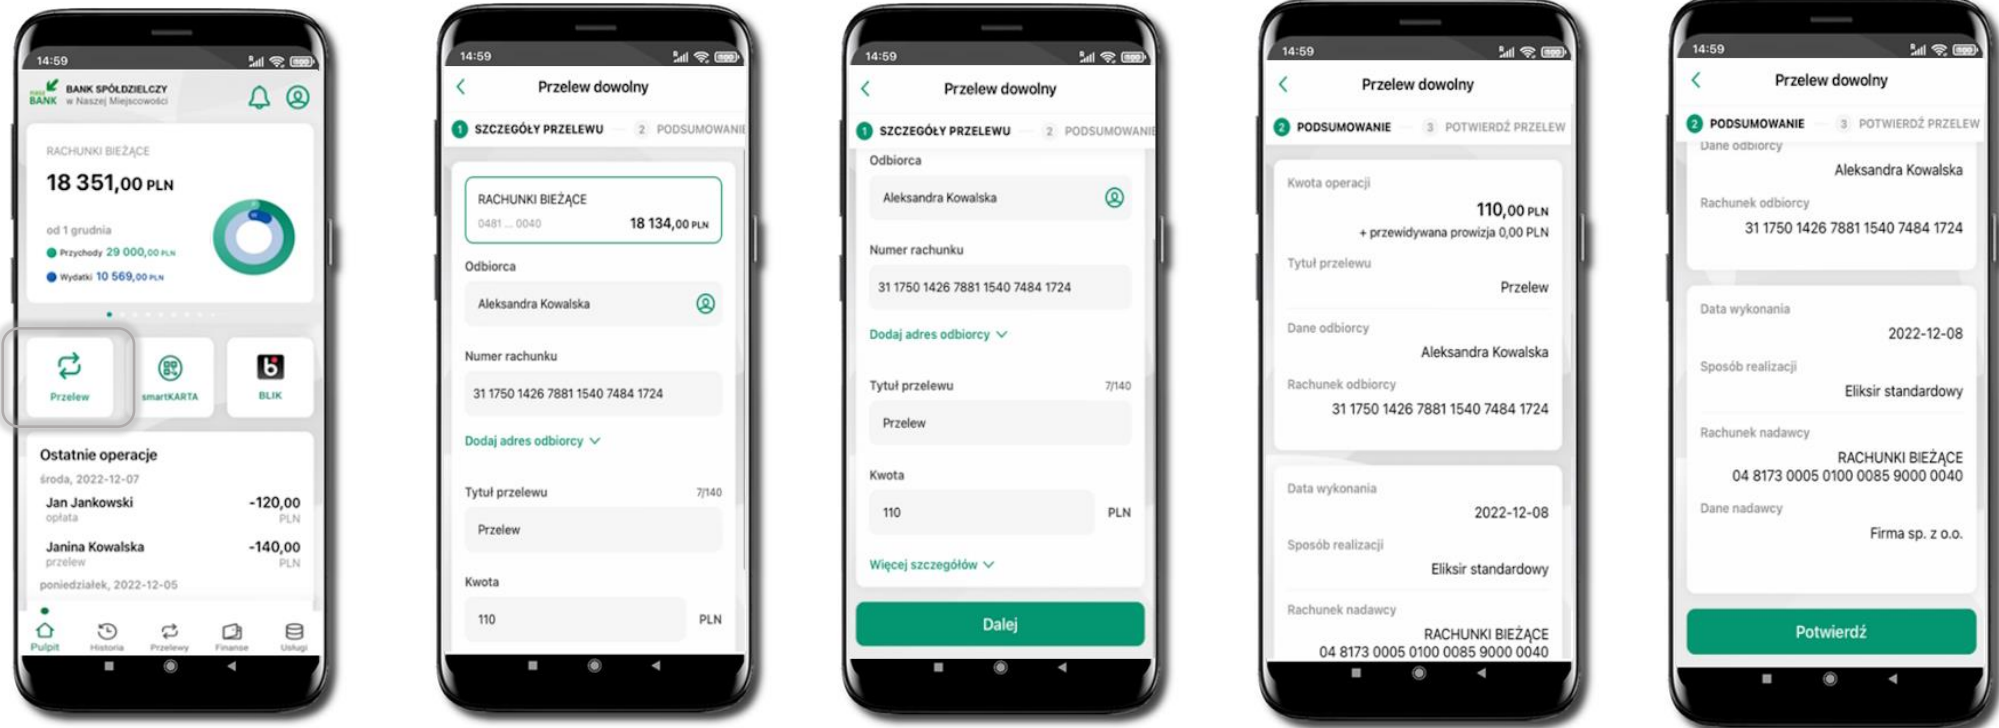 14:59
NASZ BANK
BANK SPÓŁDZIELCZY
w Naszej Miejscowości
RACHUNKI BIEŻĄCE
18 351,00 PLN
od 1 grudnia
Przychody 29 000,00 PLN
Wydatki 10 569,00 PLN
Przelew
smartKARTA
BLIK
Ostatnie operacje
środa, 2022-12-07
Jan Jankowski -120,00
opłata PLN
Janina Kowalska -140,00
przelew PLN
poniedziałek, 2022-12-05
Pulpit Historia Przelewy Finanse Usługi
14:59
Przelew dowolny
1 SZCZEGÓŁY PRZELEWU 2 PODSUMOWANIE
RACHUNKI BIEŻĄCE
0481 ... 0040 18 134,00 PLN
Odbiorca
Aleksandra Kowalska
Numer rachunku
31 1750 1426 7881 1540 7484 1724
Dodaj adres odbiorcy
Tytuł przelewu 7/140
Przelew
Kwota
110 PLN
14:59
Przelew dowolny
1 SZCZEGÓŁY PRZELEWU 2 PODSUMOWANIE
Odbiorca
Aleksandra Kowalska
Numer rachunku
31 1750 1426 7881 1540 7484 1724
Dodaj adres odbiorcy
Tytuł przelewu 7/140
Przelew
Kwota
110 PLN
Więcej szczegółów
Dalej
14:59
Przelew dowolny
2 PODSUMOWANIE 3 POTWIERDŹ PRZELEW
Kwota operacji
110,00 PLN
+ przewidywana prowizja 0,00 PLN
Tytuł przelewu
Przelew
Dane odbiorcy
Aleksandra Kowalska
Rachunek odbiorcy
31 1750 1426 7881 1540 7484 1724
Data wykonania
2022-12-08
Sposób realizacji
Eliksir standardowy
Rachunek nadawcy
RACHUNKI BIEŻĄCE
04 8173 0005 0100 0085 9000 0040
14:59
Przelew dowolny
2 PODSUMOWANIE 3 POTWIERDŹ PRZELEW
Dane odbiorcy
Aleksandra Kowalska
Rachunek odbiorcy
31 1750 1426 7881 1540 7484 1724
Data wykonania
2022-12-08
Sposób realizacji
Eliksir standardowy
Rachunek nadawcy
RACHUNKI BIEŻĄCE
04 8173 0005 0100 0085 9000 0040
Dane nadawcy
Firma sp. z o.o.
Potwierdź